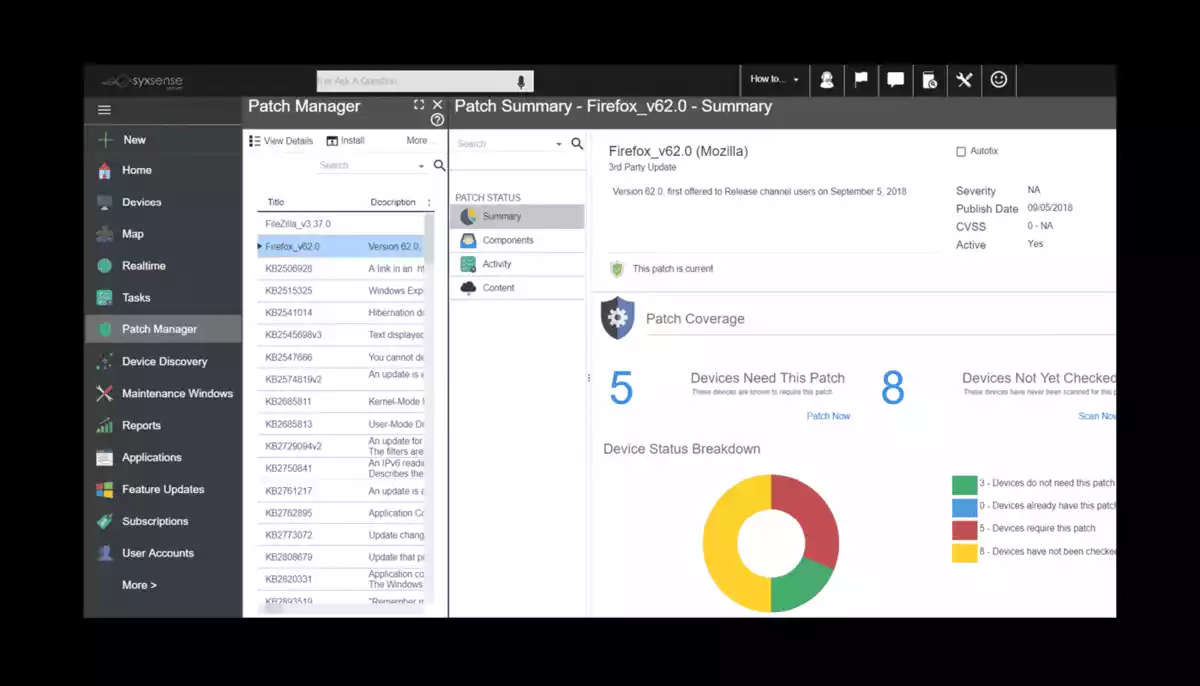 syxsense
or Ask A Question
How to...
Patch Manager
Patch Summary - Firefox_v62.0 - Summary
New
Home
Devices
Map
Realtime
Tasks
Patch Manager
Device Discovery
Maintenance Windows
Reports
Applications
Feature Updates
Subscriptions
User Accounts
More >
View Details
Install
More
Search
Title
Description
FileZilla_v3.37.0
Firefox_v62.0 Version 62.0,
KB2506928 A link in an .h
KB2515325 Windows Exp
KB2541014 Hibernation d
KB2545698v3 Text displayed
KB2547666 You cannot de
KB2574819v2 An update is a
KB2685811 Kernel-Mode
KB2685813 User-Mode Dr
KB2729094v2 An update for
The filters are
KB2750841 An IPv6 readi
Describes the
KB2761217 An update is a
KB2762895 Application Co
KB2773072 Update chang
KB2808679 Update that p
KB2820331 Application co
The Windows
KB2893519 "Remember m
Search
PATCH STATUS
Summary
Components
Activity
Content
Firefox_v62.0 (Mozilla)
3rd Party Update
Version 62.0, first offered to Release channel users on September 5, 2018
This patch is current
Autofix
Severity NA
Publish Date 09/05/2018
CVSS 0 - NA
Active Yes
Patch Coverage
5
Devices Need This Patch
These devices are known to require this patch
Patch Now
8
Devices Not Yet Checked
These devices have never been scanned for this p
Scan Now
Device Status Breakdown
3 - Devices do not need this patch
0 - Devices already have this patch
5 - Devices require this patch
8 - Devices have not been checked